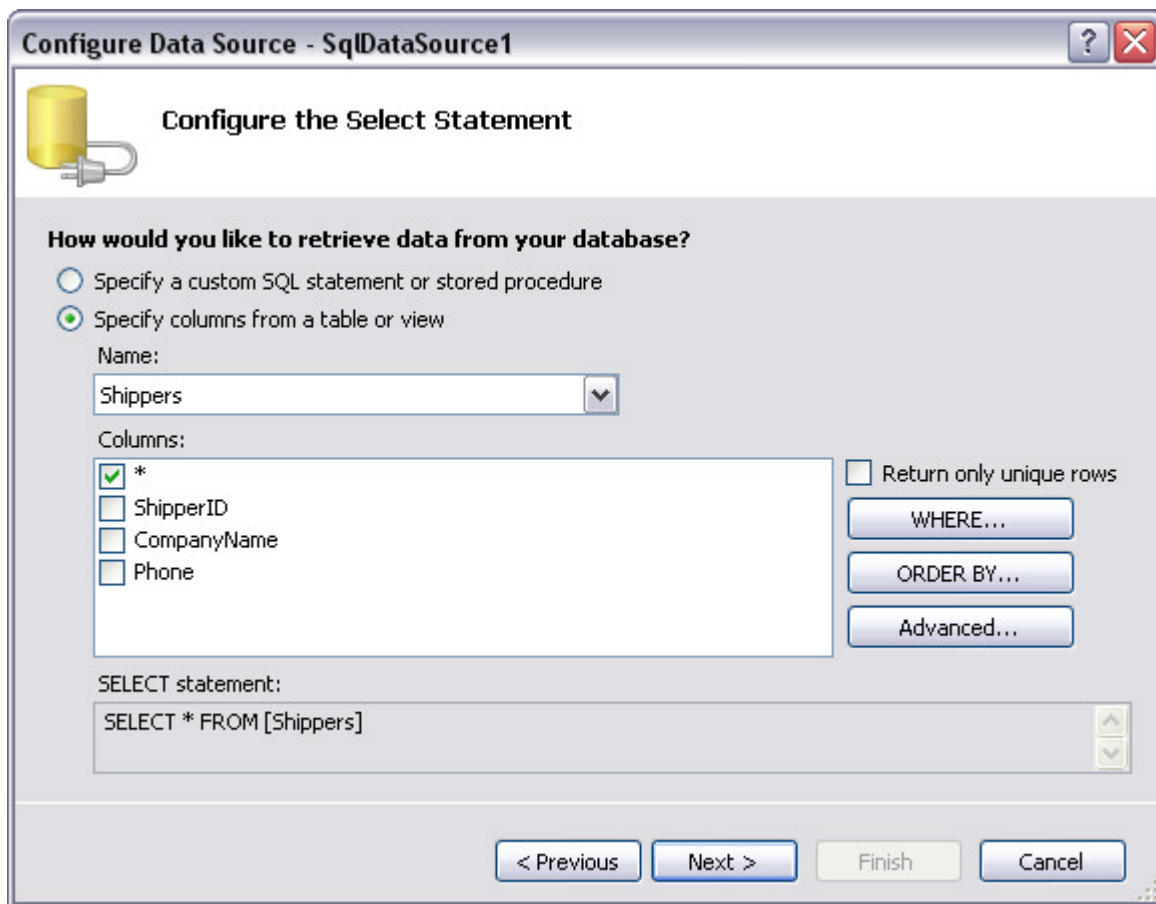 Configure Data Source - SqlDataSource1
Configure the Select Statement
How would you like to retrieve data from your database?
Specify a custom SQL statement or stored procedure
Specify columns from a table or view
Name:
Shippers
Columns:
*
ShipperID
CompanyName
Phone
Return only unique rows
WHERE...
ORDER BY...
Advanced...
SELECT statement:
SELECT * FROM [Shippers]
< Previous
Next >
Finish
Cancel